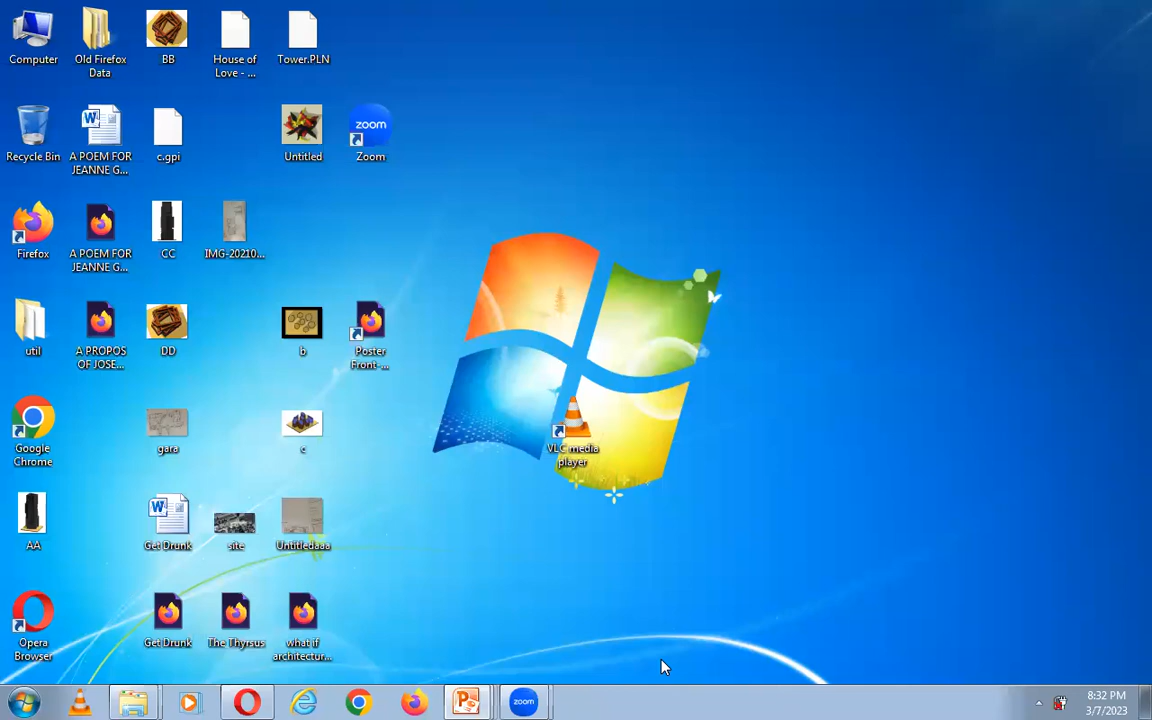 Computer
Old Firefox
Data
BB
House of
Love - ...
Tower.PLN
Recycle Bin
A POEM FOR
JEANNE G...
c.gpi
Untitled
zoom
Zoom
Firefox
A POEM FOR
JEANNE G...
CC
IMG-20210...
util
A PROPOS
OF JOSE...
DD
b
Poster
Front-...
Google
Chrome
gara
c
VLC media
player
AA
Get Drunk
site
Untitledaaa
Opera
Browser
Get Drunk
The Thyrsus
what if
architectur...
zoom
8:32 PM
3/7/2023